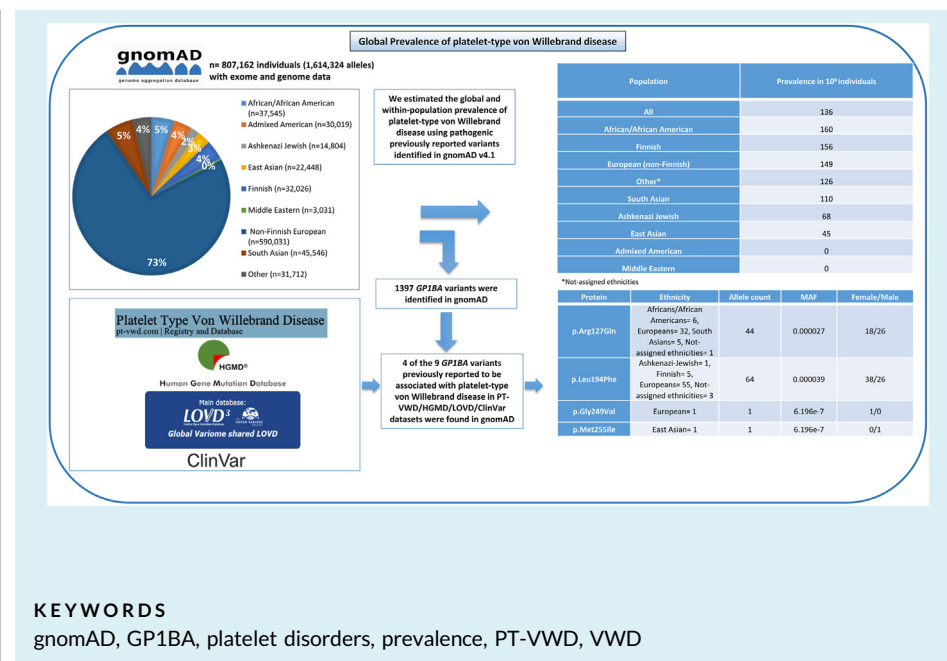 Global Prevalence of platelet-type von Willebrand disease
gnomAD
genome aggregation database
n= 807,162 individuals (1,614,324 alleles)
with exome and genome data
5%
4%
2%
3%
4%
0%
73%
5%
4%
African/African American
(n=37,545)
Admixed American (n=30,019)
Ashkenazi Jewish (n=14,804)
East Asian (n=22,448)
Finnish (n=32,026)
Middle Eastern (n=3,031)
Non-Finnish European
(n=590,031)
South Asian (n=45,546)
Other (n=31,712)
We estimated the global and
within-population prevalence of
platelet-type von Willebrand
disease using pathogenic
previously reported variants
identified in gnomAD v4.1
1397 GP1BA variants were
identified in gnomAD
4 of the 9 GP1BA variants
previously reported to be
associated with platelet-type
von Willebrand disease in PT-
VWD/HGMD/LOVD/ClinVar
datasets were found in gnomAD
Platelet Type Von Willebrand Disease
pt-vwd.com | Registry and Database
HGMD®
Human Gene Mutation Database
Main database:
LOVD3
Global Variome shared LOVD
ClinVar
Population Prevalence in 10⁶ individuals
All 136
African/African American 160
Finnish 156
European (non-Finnish) 149
Other* 126
South Asian 110
Ashkenazi Jewish 68
East Asian 45
Admixed American 0
Middle Eastern 0
*Not-assigned ethnicities
Protein Ethnicity Allele count MAF Female/Male
Africans/African
Americans= 6,
p.Arg127Gln Europeans= 32, South 44 0.000027 18/26
Asians= 5, Not-
assigned ethnicities= 1
Ashkenazi-Jewish= 1,
Finnish= 5,
p.Leu194Phe 64 0.000039 38/26
Europeans= 55, Not-
assigned ethnicities= 3
p.Gly249Val European= 1 1 6.196e-7 1/0
p.Met255Ile East Asian= 1 1 6.196e-7 0/1
KEYWORDS
gnomAD, GP1BA, platelet disorders, prevalence, PT-VWD, VWD